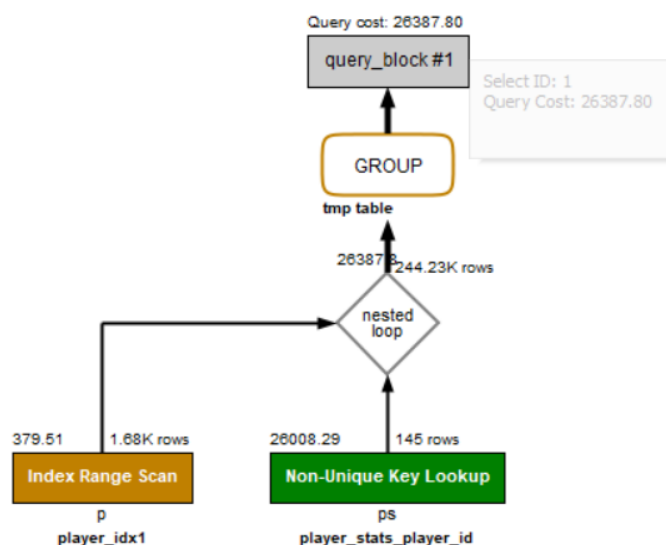 Query cost: 26387.80
query_block #1
Select ID: 1
Query Cost: 26387.80
GROUP
tmp table
26387.8
244.23K rows
nested
loop
379.51
1.68K rows
26008.29
145 rows
Index Range Scan
Non-Unique Key Lookup
p
ps
player_idx1
player_stats_player_id